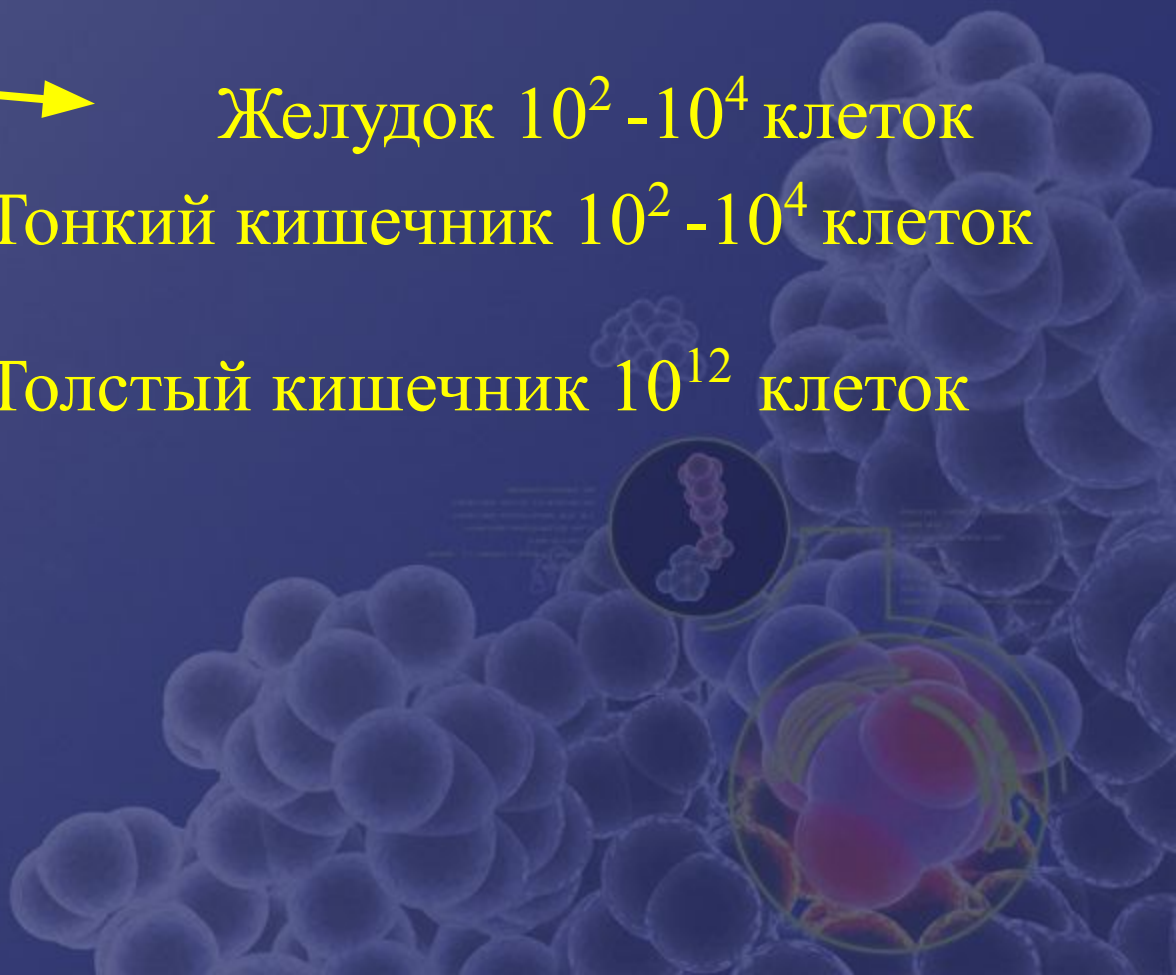 Желудок 10² -10⁴ клеток
Тонкий кишечник 10² -10⁴ клеток
Толстый кишечник 10¹² клеток